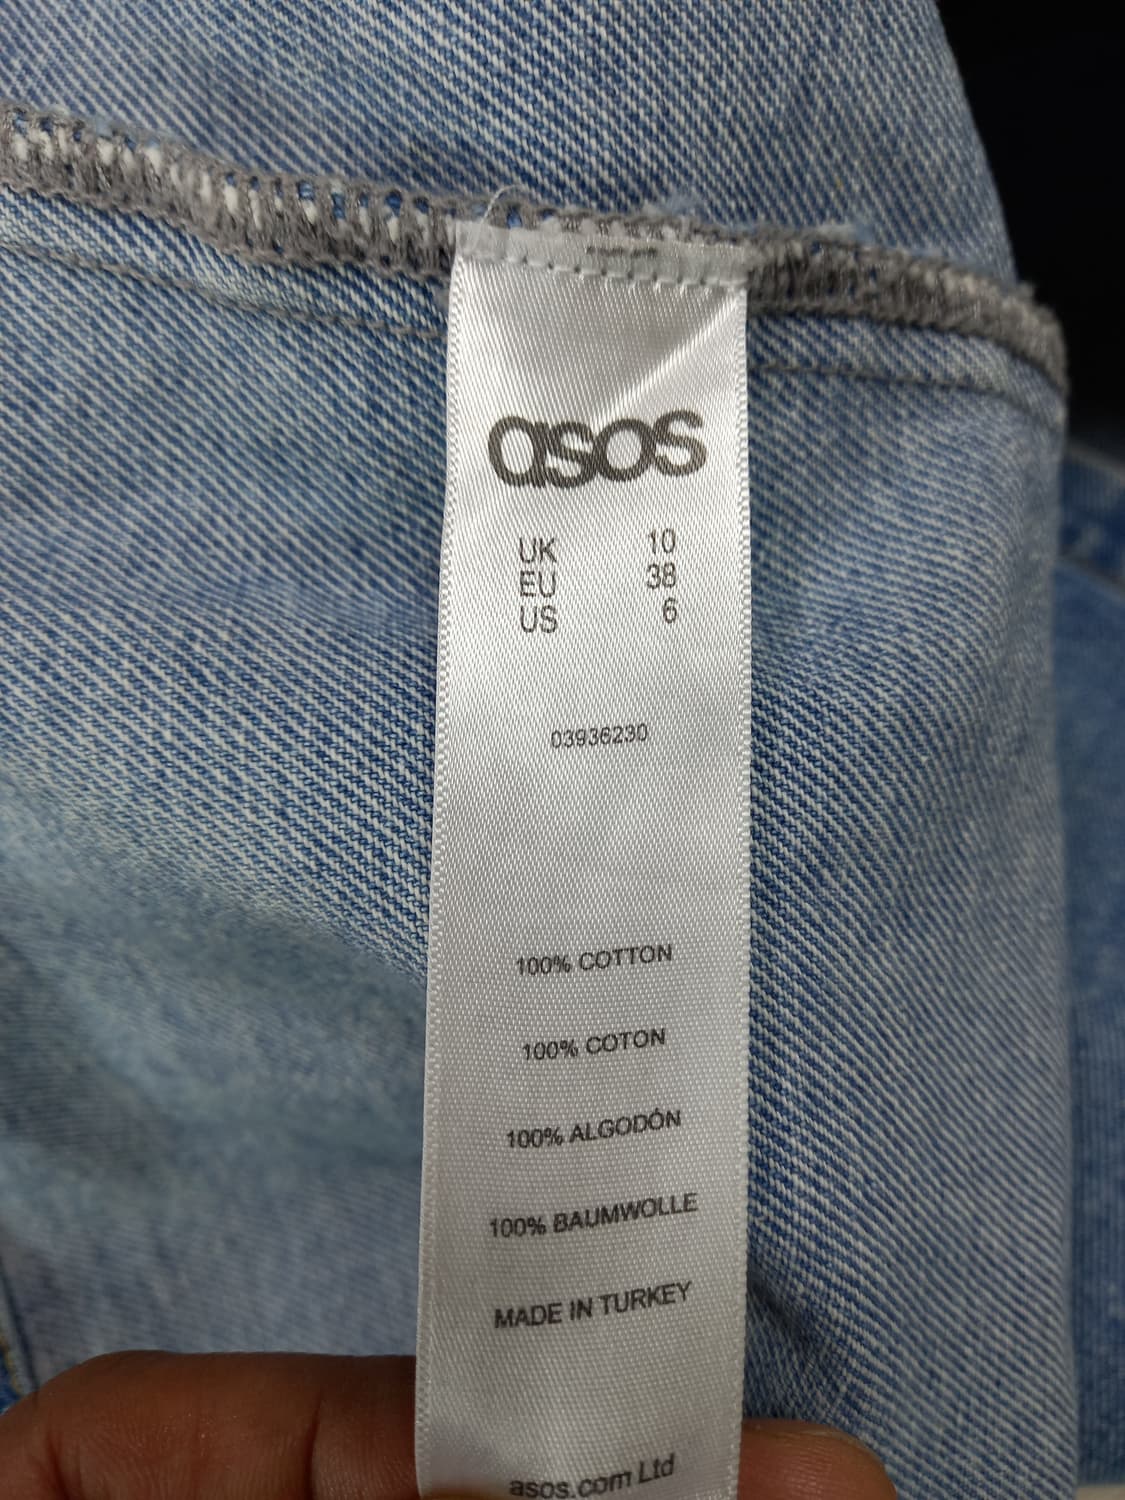 asos
UK 10
EU 38
US 6
03936230
100% COTTON
100% COTON
100% ALGODÓN
100% BAUMWOLLE
MADE IN TURKEY
asos.com Ltd